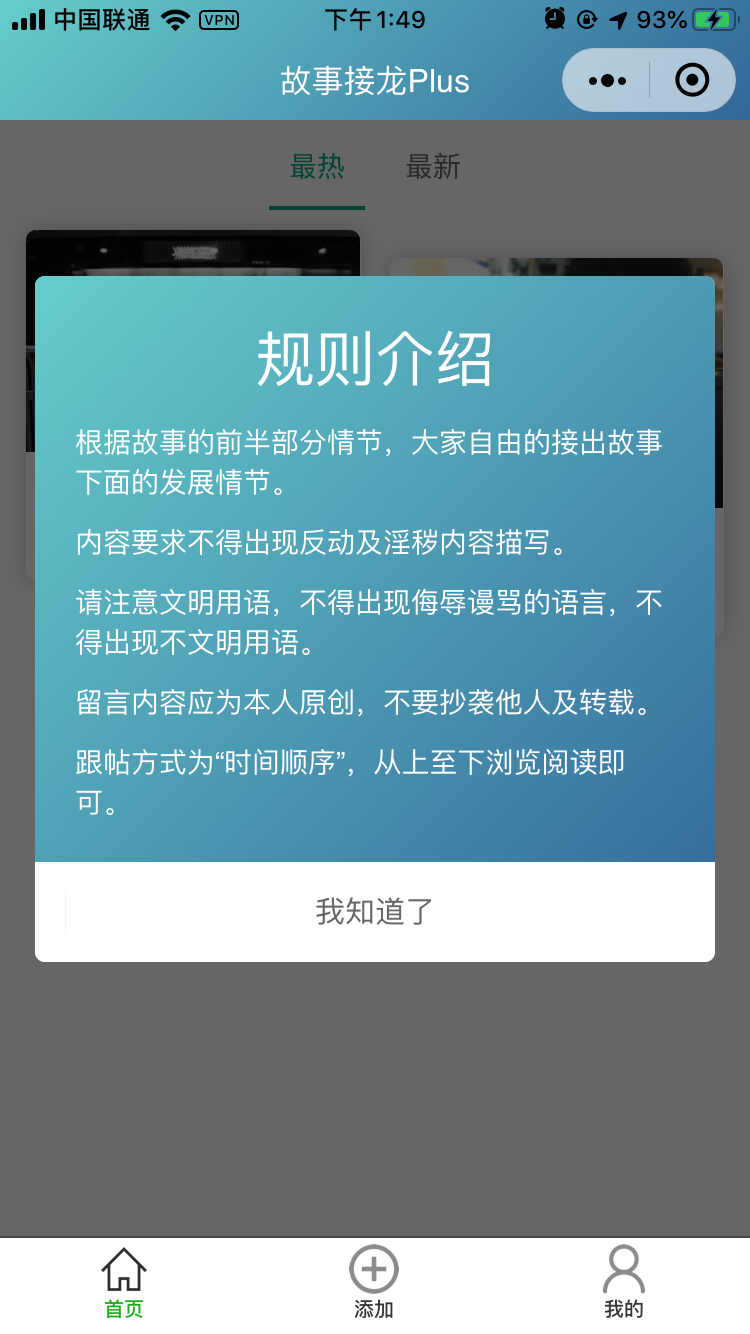 中国联通 VPN 下午1:49 93%
故事接龙Plus
最热 最新
规则介绍
根据故事的前半部分情节，大家自由的接出故事
下面的发展情节。
内容要求不得出现反动及淫秽内容描写。
请注意文明用语，不得出现侮辱谩骂的语言，不
得出现不文明用语。
留言内容应为本人原创，不要抄袭他人及转载。
跟帖方式为“时间顺序”，从上至下浏览阅读即
可。
我知道了
首页 添加 我的